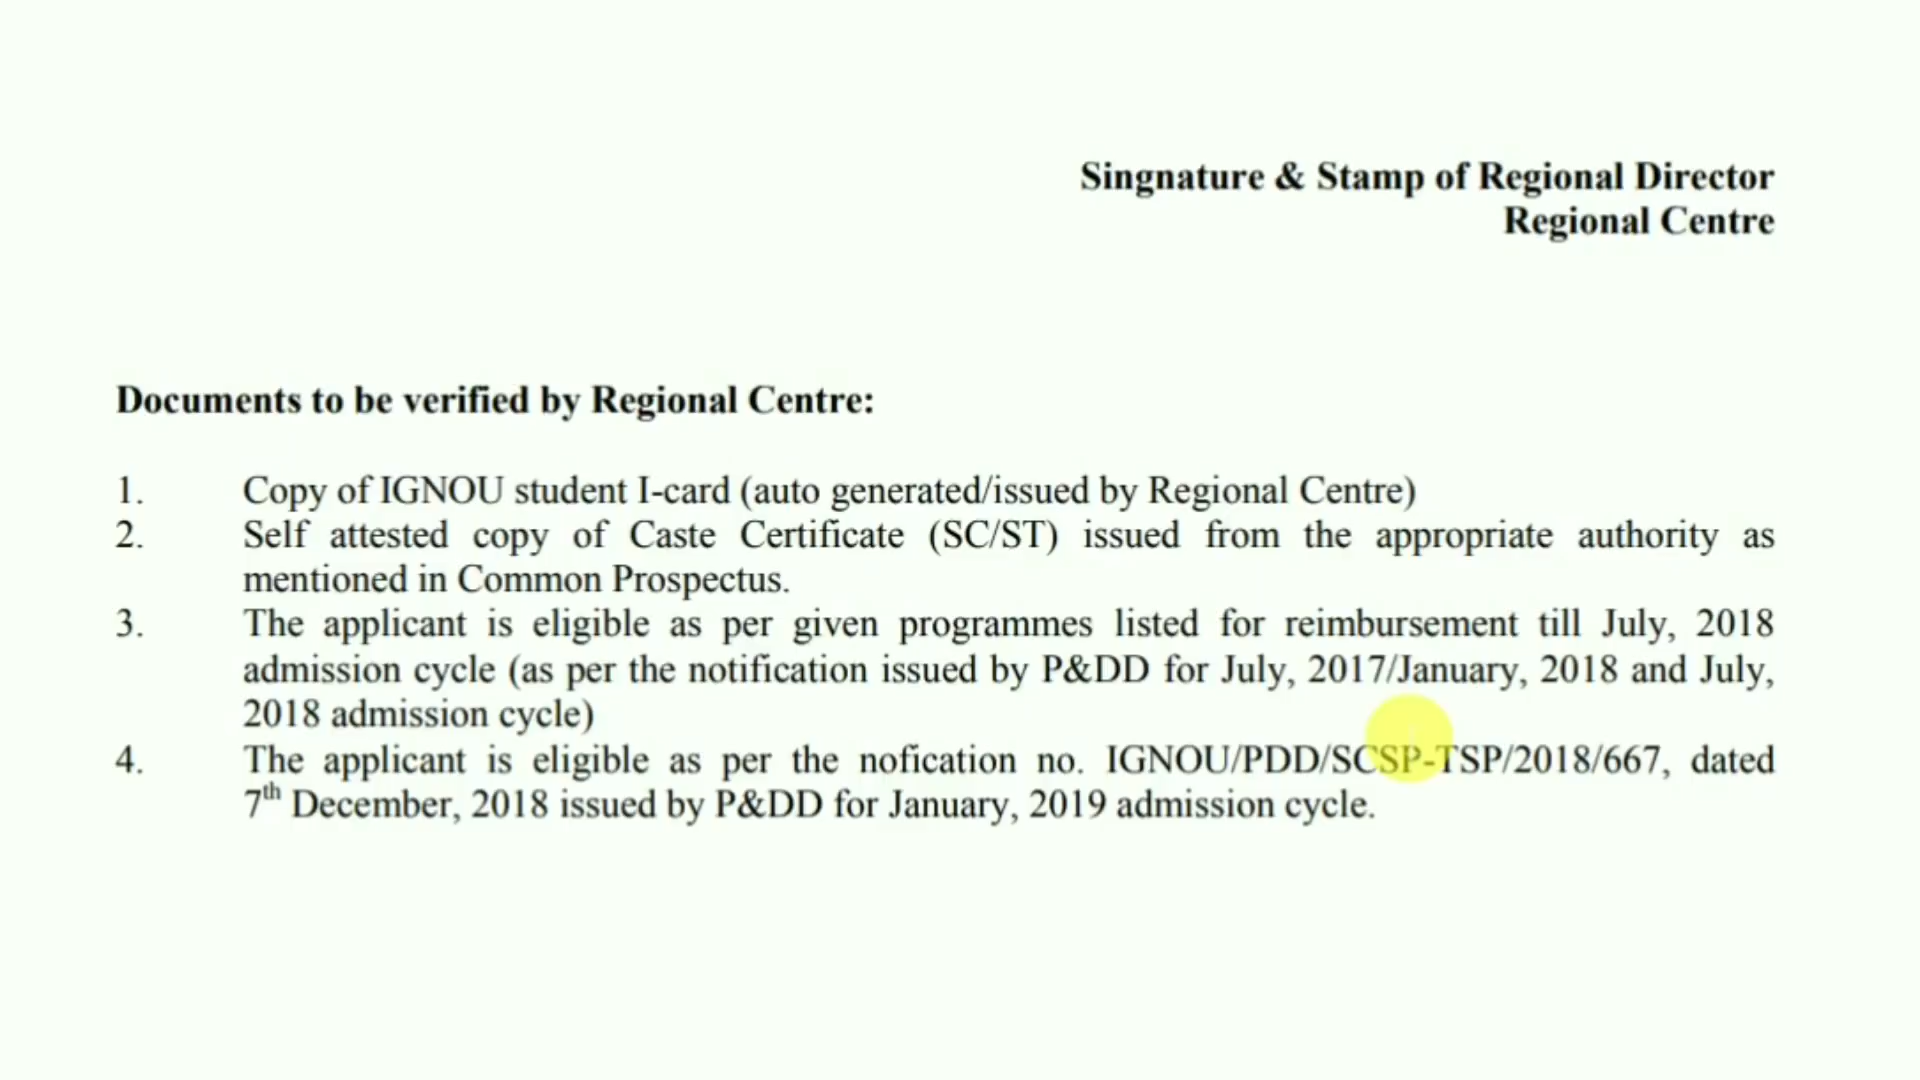 Singnature & Stamp of Regional Director
Regional Centre
Documents to be verified by Regional Centre:
1. Copy of IGNOU student I-card (auto generated/issued by Regional Centre)
2. Self attested copy of Caste Certificate (SC/ST) issued from the appropriate authority as
mentioned in Common Prospectus.
3. The applicant is eligible as per given programmes listed for reimbursement till July, 2018
admission cycle (as per the notification issued by P&DD for July, 2017/January, 2018 and July,
2018 admission cycle)
4. The applicant is eligible as per the nofication no. IGNOU/PDD/SCSP-TSP/2018/667, dated
7th December, 2018 issued by P&DD for January, 2019 admission cycle.